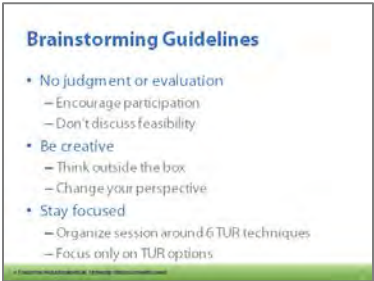 Brainstorming Guidelines
• No judgment or evaluation
– Encourage participation
– Don't discuss feasibility
• Be creative
– Think outside the box
– Change your perspective
• Stay focused
– Organize session around 6 TUR techniques
– Focus only on TUR options